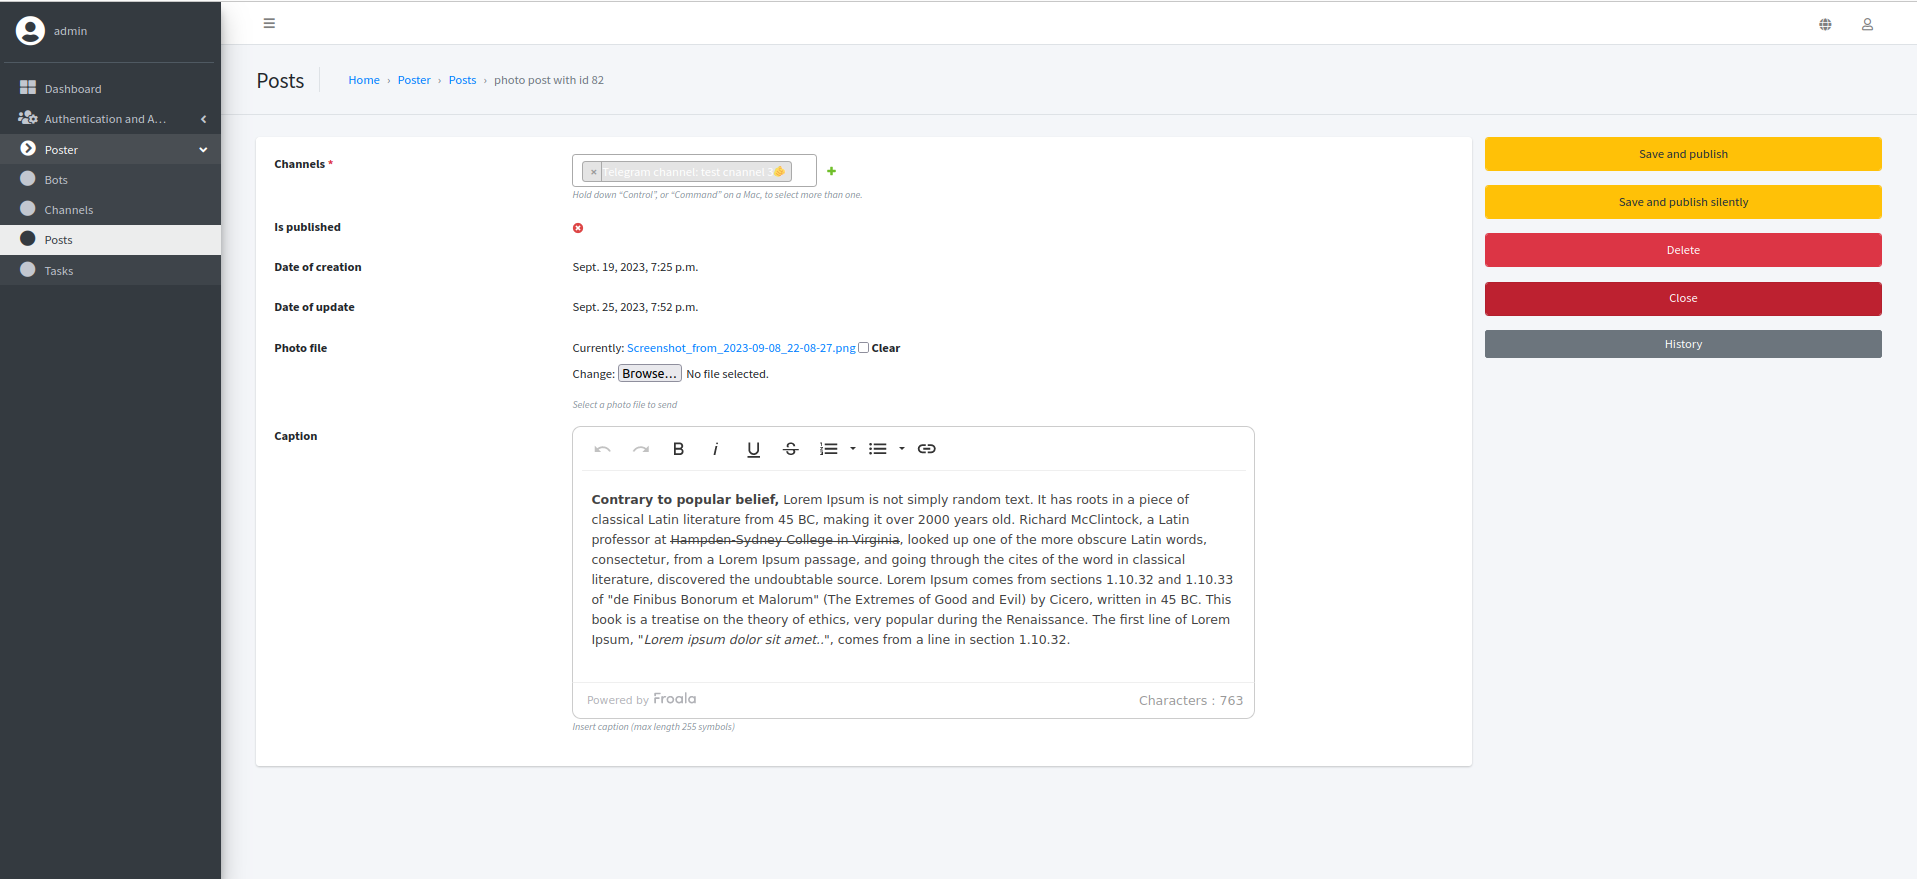 admin
Dashboard
Authentication and A...
Poster
Bots
Channels
Posts
Tasks
Posts
Home › Poster › Posts › photo post with id 82
Channels *
× Telegram channel: test channel 3
Hold down “Control”, or “Command” on a Mac, to select more than one.
Is published
Date of creation
Sept. 19, 2023, 7:25 p.m.
Date of update
Sept. 25, 2023, 7:52 p.m.
Photo file
Currently: Screenshot_from_2023-09-08_22-08-27.png Clear
Change: Browse... No file selected.
Select a photo file to send
Caption
Contrary to popular belief, Lorem Ipsum is not simply random text. It has roots in a piece of
classical Latin literature from 45 BC, making it over 2000 years old. Richard McClintock, a Latin
professor at Hampden-Sydney College in Virginia, looked up one of the more obscure Latin words,
consectetur, from a Lorem Ipsum passage, and going through the cites of the word in classical
literature, discovered the undoubtable source. Lorem Ipsum comes from sections 1.10.32 and 1.10.33
of "de Finibus Bonorum et Malorum" (The Extremes of Good and Evil) by Cicero, written in 45 BC. This
book is a treatise on the theory of ethics, very popular during the Renaissance. The first line of Lorem
Ipsum, "Lorem ipsum dolor sit amet..", comes from a line in section 1.10.32.
Powered by Froala
Characters : 763
Insert caption (max length 255 symbols)
Save and publish
Save and publish silently
Delete
Close
History